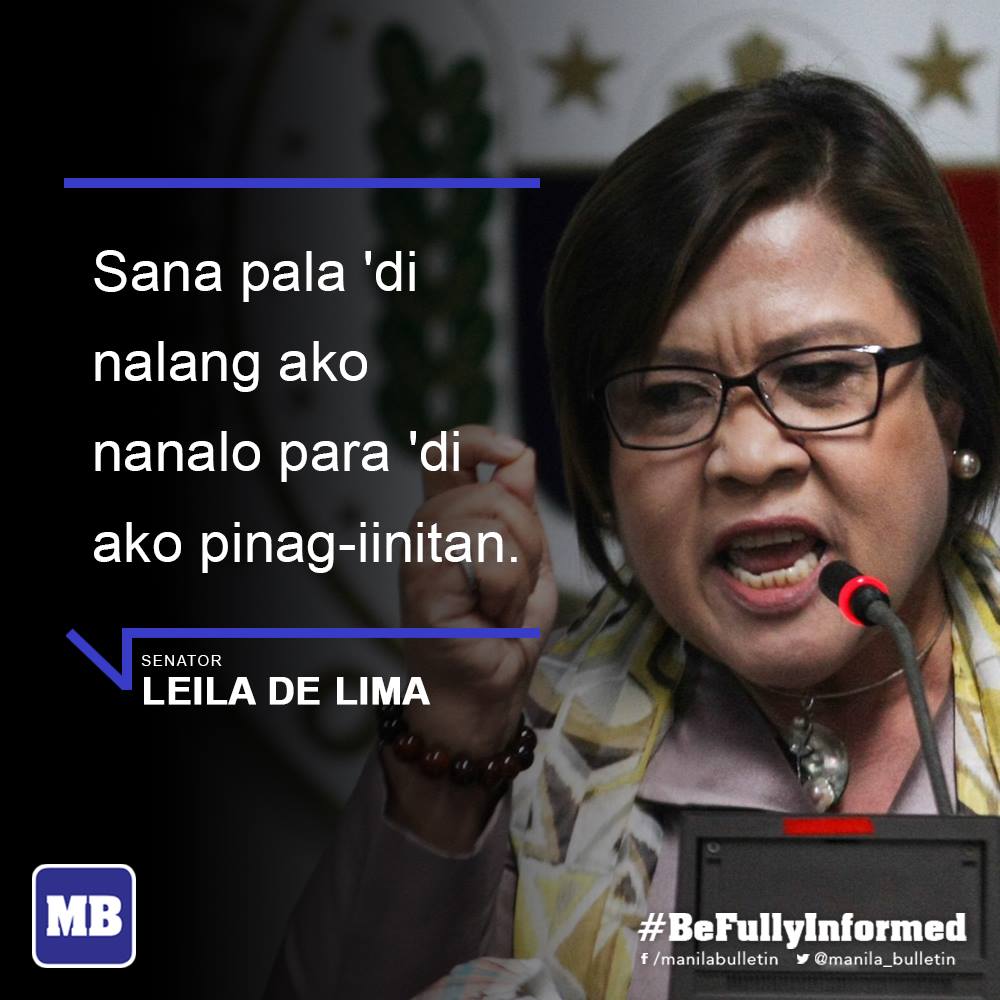 Sana pala 'di
nalang ako
nanalo para 'di
ako pinag-iinitan.
SENATOR
LEILA DE LIMA
MB
#BeFullyInformed
f /manilabulletin @manila_bulletin